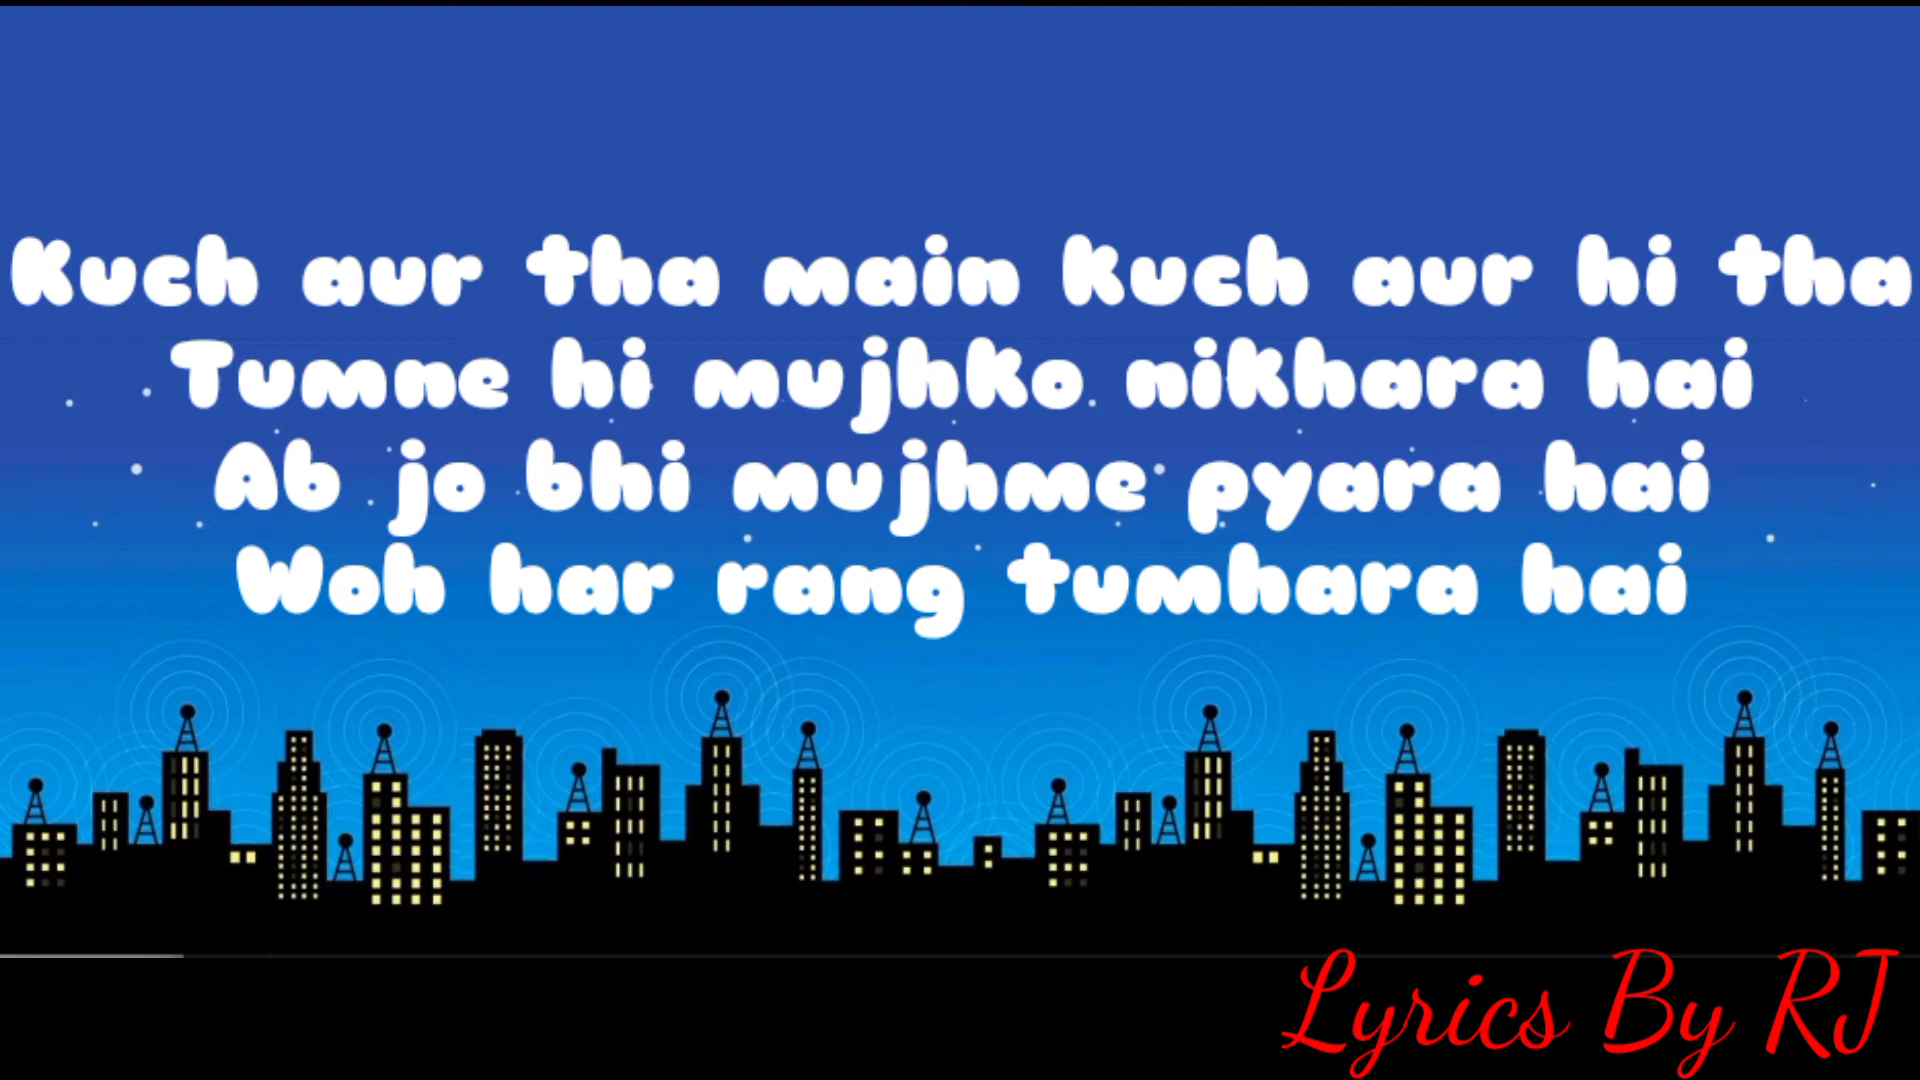 Kuch aur tha main kuch aur hi tha
Tumne hi mujhko nikhara hai
Ab jo bhi mujhme pyara hai
Woh har rang tumhara hai
Lyrics By RJ